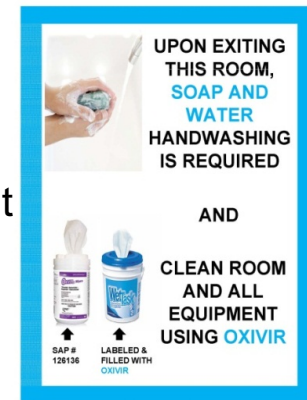 UPON EXITING
THIS ROOM,
SOAP AND
WATER
HANDWASHING
IS REQUIRED
t
AND
CLEAN ROOM
AND ALL
EQUIPMENT
USING OXIVIR
SAP #
126136
LABELED &
FILLED WITH
OXIVIR